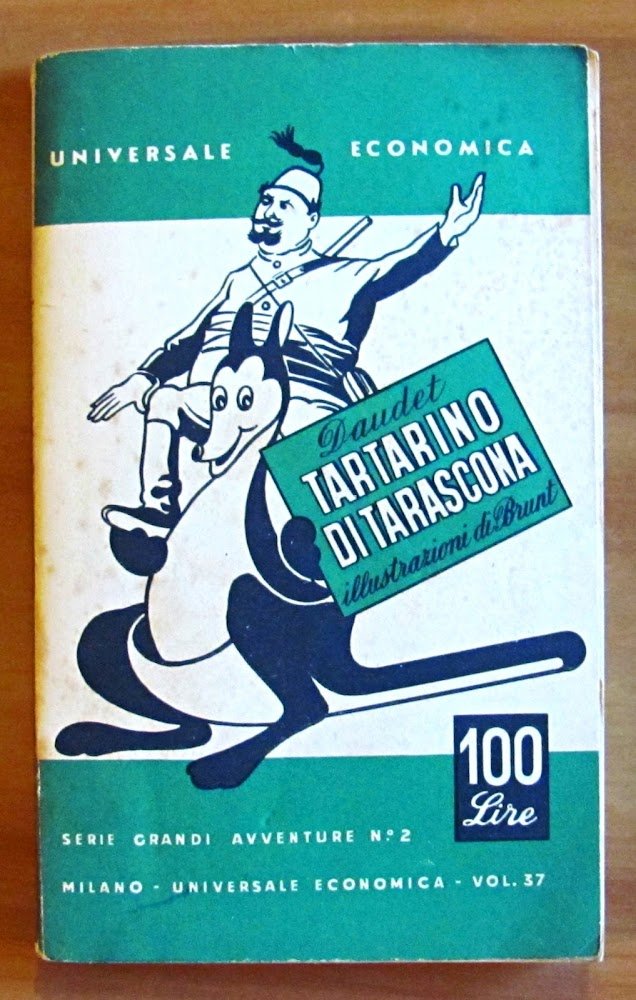 UNIVERSALE ECONOMICA
Daudet
TARTARINO
DI TARASCONA
illustrazioni di Brunt
100
Lire
SERIE GRANDI AVVENTURE N.º 2
MILANO - UNIVERSALE ECONOMICA - VOL. 37